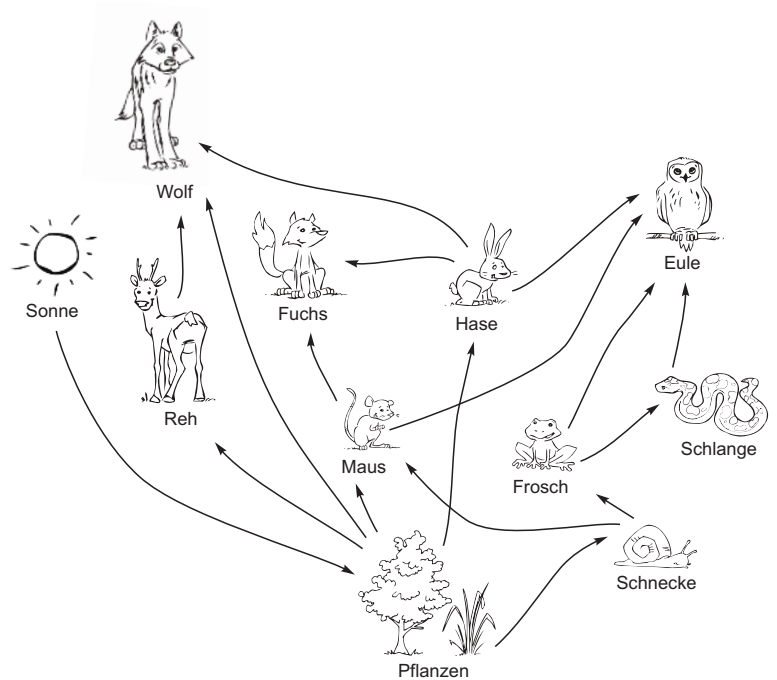 Wolf
Sonne
Fuchs
Hase
Eule
Reh
Maus
Frosch
Schlange
Schnecke
Pflanzen